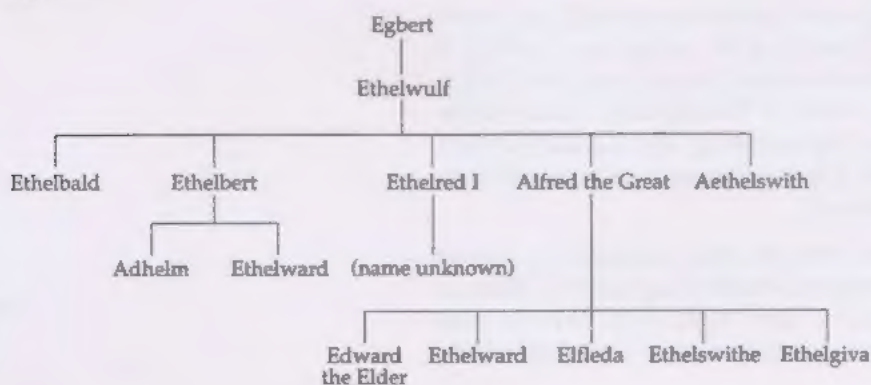 Egbert
Ethelwulf
Ethelbald Ethelbert Ethelred I Alfred the Great Aethelswith
Adhelm Ethelward (name unknown)
Edward the Elder Ethelward Elfleda Ethelswithe Ethelgiva